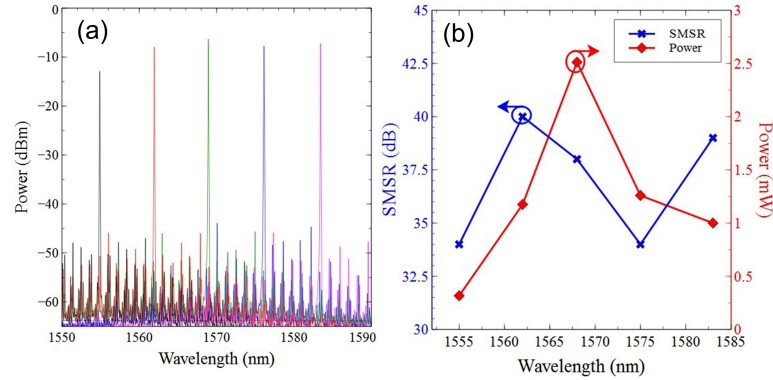 (a)
0
−10
−20
−30
−40
−50
−60
Power (dBm)
1550 1560 1569 1580 1590
Wavelength (nm)
(b)
45
42.5
40
37.5
35
32.5
30
SMSR (dB)
SMSR
Power
3
2.5
2
1.5
1
0.5
0
Power (mW)
1555 1560 1565 1570 1575 1580 1585
Wavelength (nm)